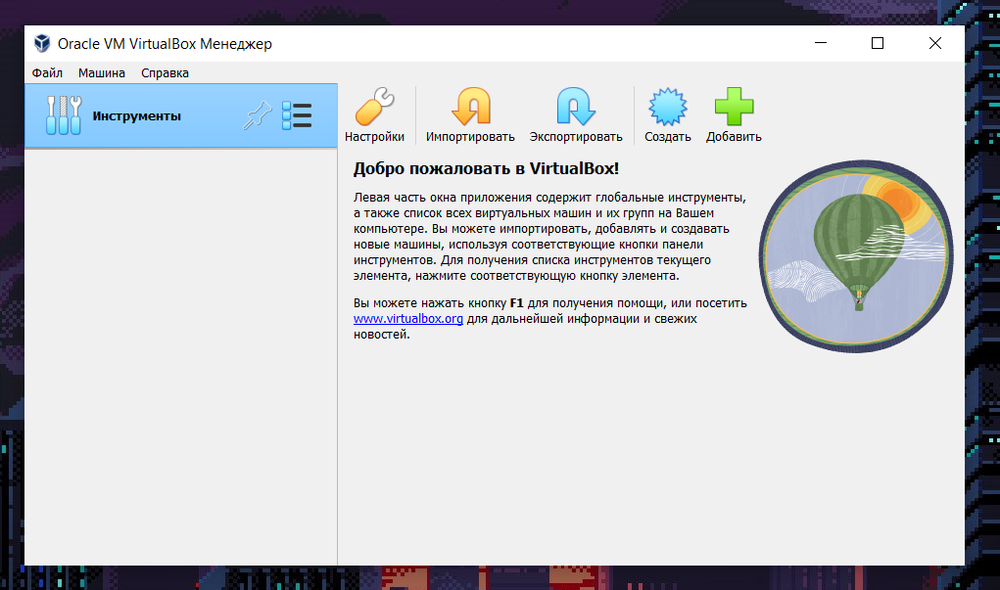 Oracle VM VirtualBox Менеджер
Файл Машина Справка
Инструменты
Настройки Импортировать Экспортировать Создать Добавить
Добро пожаловать в VirtualBox!
Левая часть окна приложения содержит глобальные инструменты,
а также список всех виртуальных машин и их групп на Вашем
компьютере. Вы можете импортировать, добавлять и создавать
новые машины, используя соответствующие кнопки панели
инструментов. Для получения списка инструментов текущего
элемента, нажмите соответствующую кнопку элемента.
Вы можете нажать кнопку F1 для получения помощи, или посетить
www.virtualbox.org для дальнейшей информации и свежих
новостей.